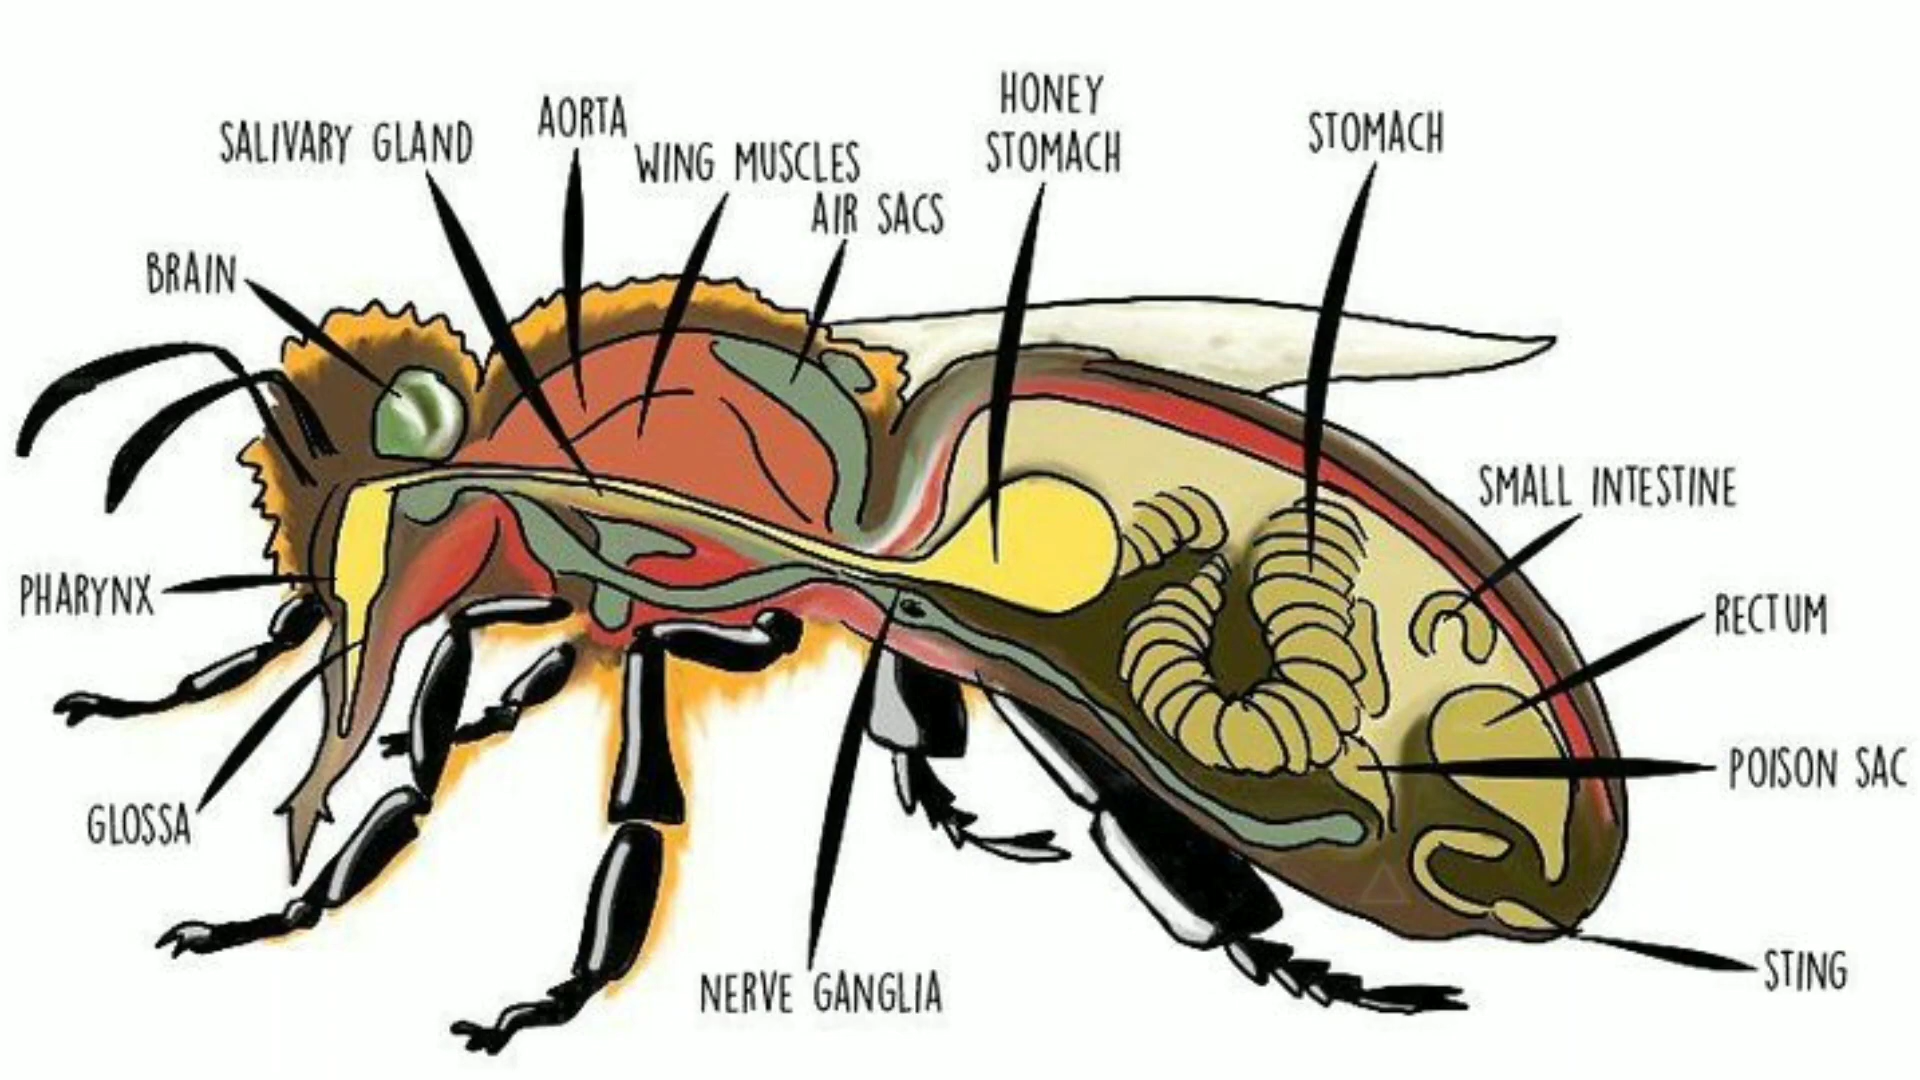 HONEY
STOMACH
AORTA
STOMACH
SALIVARY GLAND
WING MUSCLES
AIR SACS
BRAIN
SMALL INTESTINE
PHARYNX
RECTUM
POISON SAC
GLOSSA
STING
NERVE GANGLIA